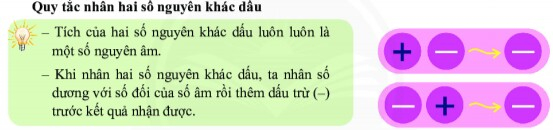 Quy tắc nhân hai số nguyên khác dấu
– Tích của hai số nguyên khác dấu luôn luôn là
một số nguyên âm.
– Khi nhân hai số nguyên khác dấu, ta nhân số
dương với số đối của số âm rồi thêm dấu trừ (–)
trước kết quả nhận được.
+ – → –
– + → –